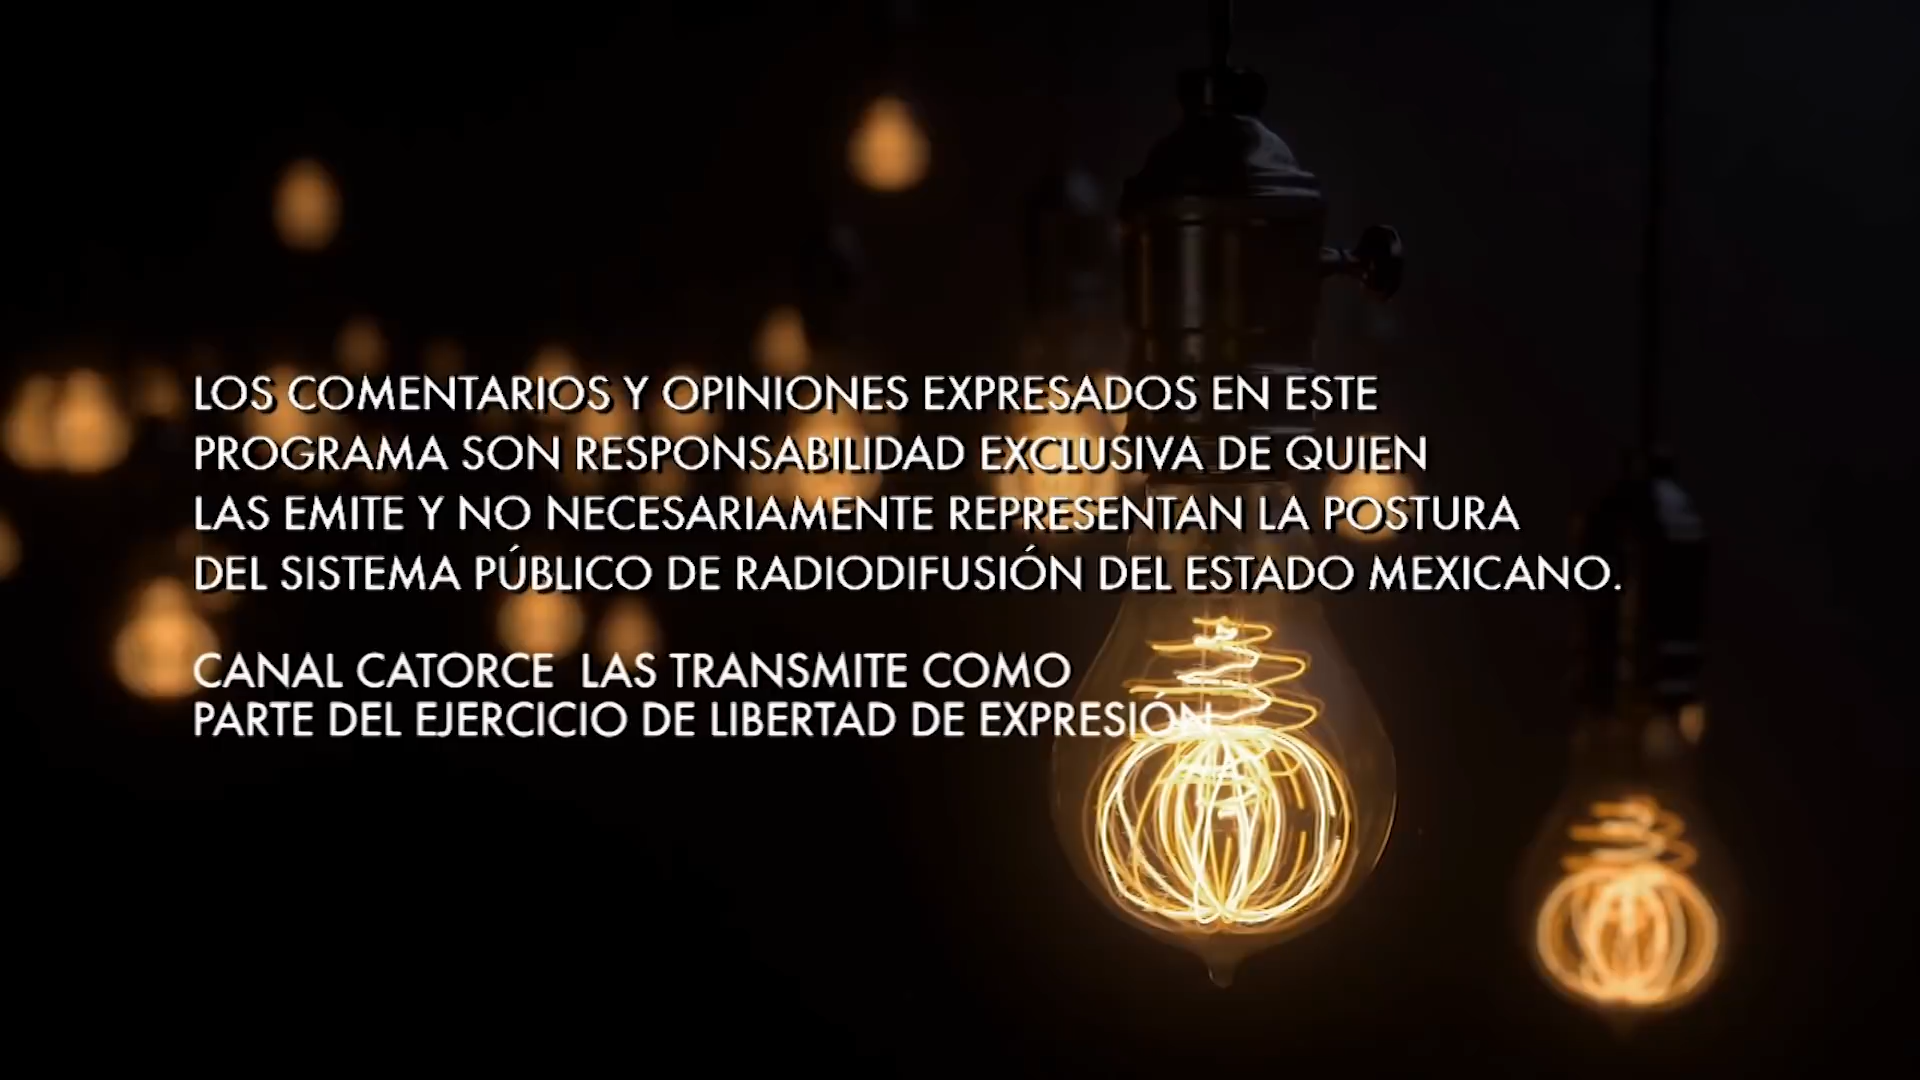 LOS COMENTARIOS Y OPINIONES EXPRESADOS EN ESTE
PROGRAMA SON RESPONSABILIDAD EXCLUSIVA DE QUIEN
LAS EMITE Y NO NECESARIAMENTE REPRESENTAN LA POSTURA
DEL SISTEMA PÚBLICO DE RADIODIFUSIÓN DEL ESTADO MEXICANO.
CANAL CATORCE LAS TRANSMITE COMO
PARTE DEL EJERCICIO DE LIBERTAD DE EXPRESIÓN